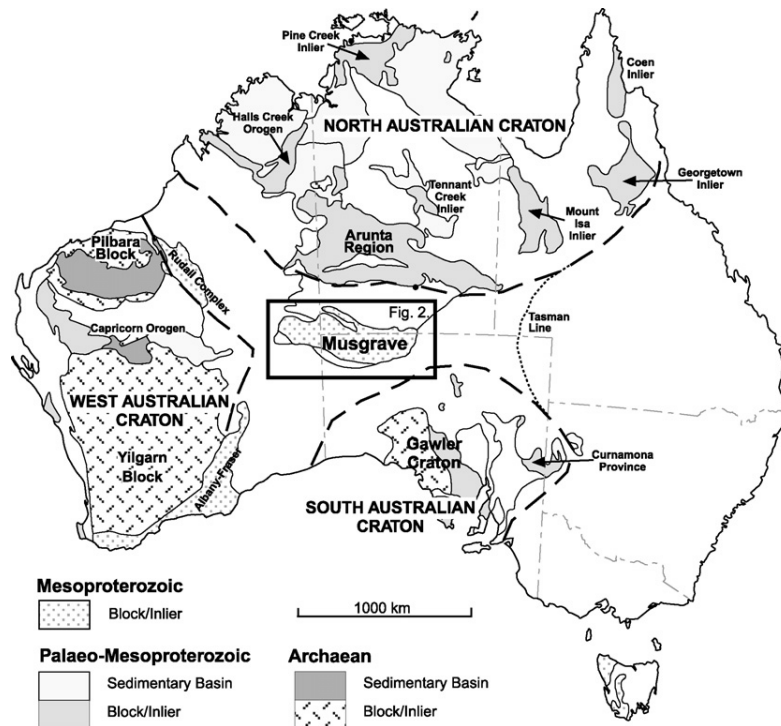 Pine Creek
Inlier
Coen
Inlier
Halls Creek
Orogen
NORTH AUSTRALIAN CRATON
Tennant
Creek
Inlier
Georgetown
Inlier
Mount
Isa
Inlier
Arunta
Region
Pilbara
Block
Rudall Complex
Fig. 2.
Musgrave
Tasman
Line
Capricorn Orogen
WEST AUSTRALIAN
CRATON
Yilgarn
Block
Albany-Fraser
Gawler
Craton
Curnamona
Province
SOUTH AUSTRALIAN
CRATON
Mesoproterozoic
Block/Inlier
1000 km
Palaeo-Mesoproterozoic
Sedimentary Basin
Block/Inlier
Archaean
Sedimentary Basin
Block/Inlier